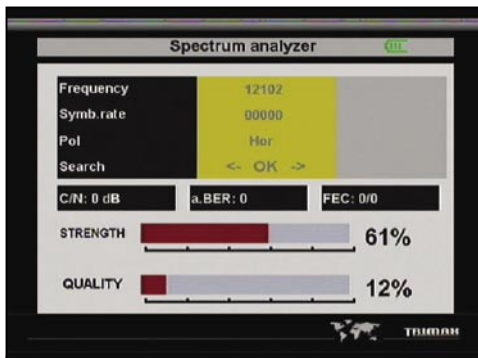 Spectrum analyzer
Frequency 12102
Symb.rate 00000
Pol Hor
Search <- OK ->
C/N: 0 dB a.BER: 0 FEC: 0/0
STRENGTH 61%
QUALITY 12%
TRIMAX